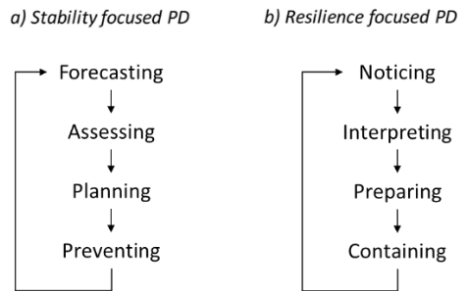 a) Stability focused PD
Forecasting
Assessing
Planning
Preventing
b) Resilience focused PD
Noticing
Interpreting
Preparing
Containing